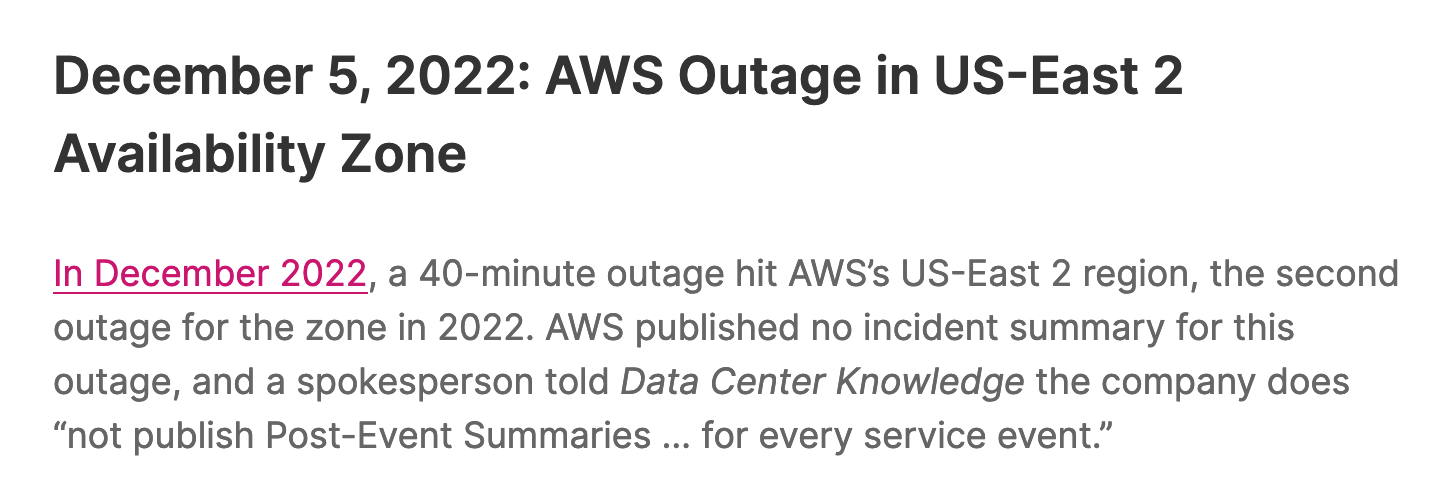 December 5, 2022: AWS Outage in US-East 2
Availability Zone
In December 2022, a 40-minute outage hit AWS’s US-East 2 region, the second
outage for the zone in 2022. AWS published no incident summary for this
outage, and a spokesperson told Data Center Knowledge the company does
“not publish Post-Event Summaries ... for every service event.”